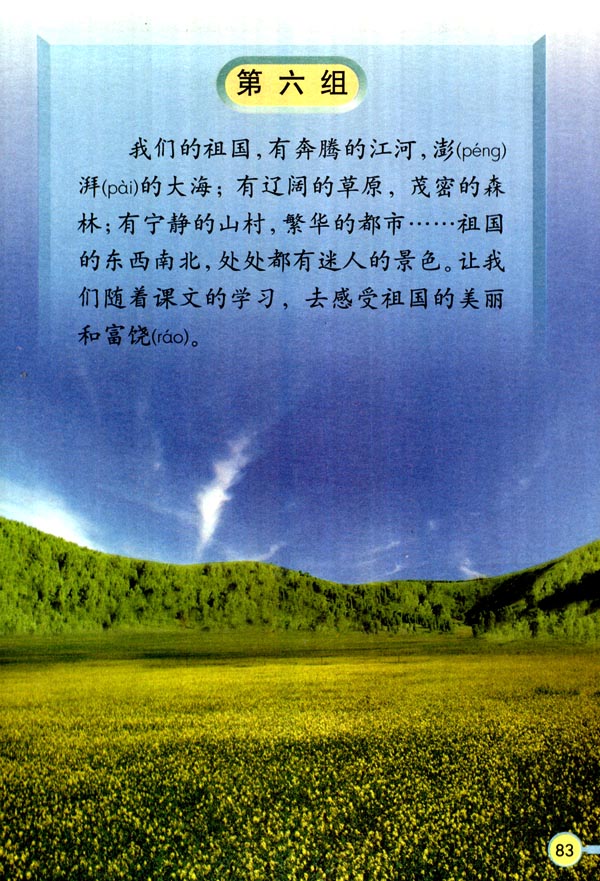 第六组
我们的祖国，有奔腾的江河，澎(péng)
湃(pài)的大海；有辽阔的草原，茂密的森
林；有宁静的山村，繁华的都市……祖国
的东西南北，处处都有迷人的景色。让我
们随着课文的学习，去感受祖国的美丽
和富饶(ráo)。
83